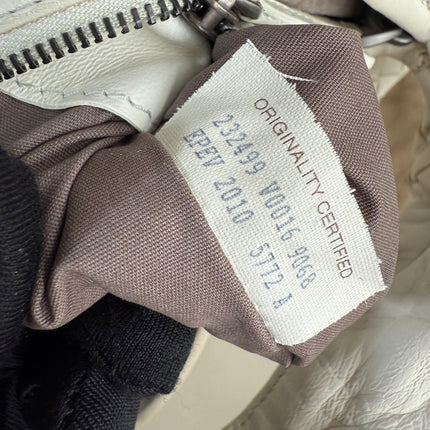 ORIGINALITY CERTIFIED
232499 V0016 9068
EPEV 2010 5772 A